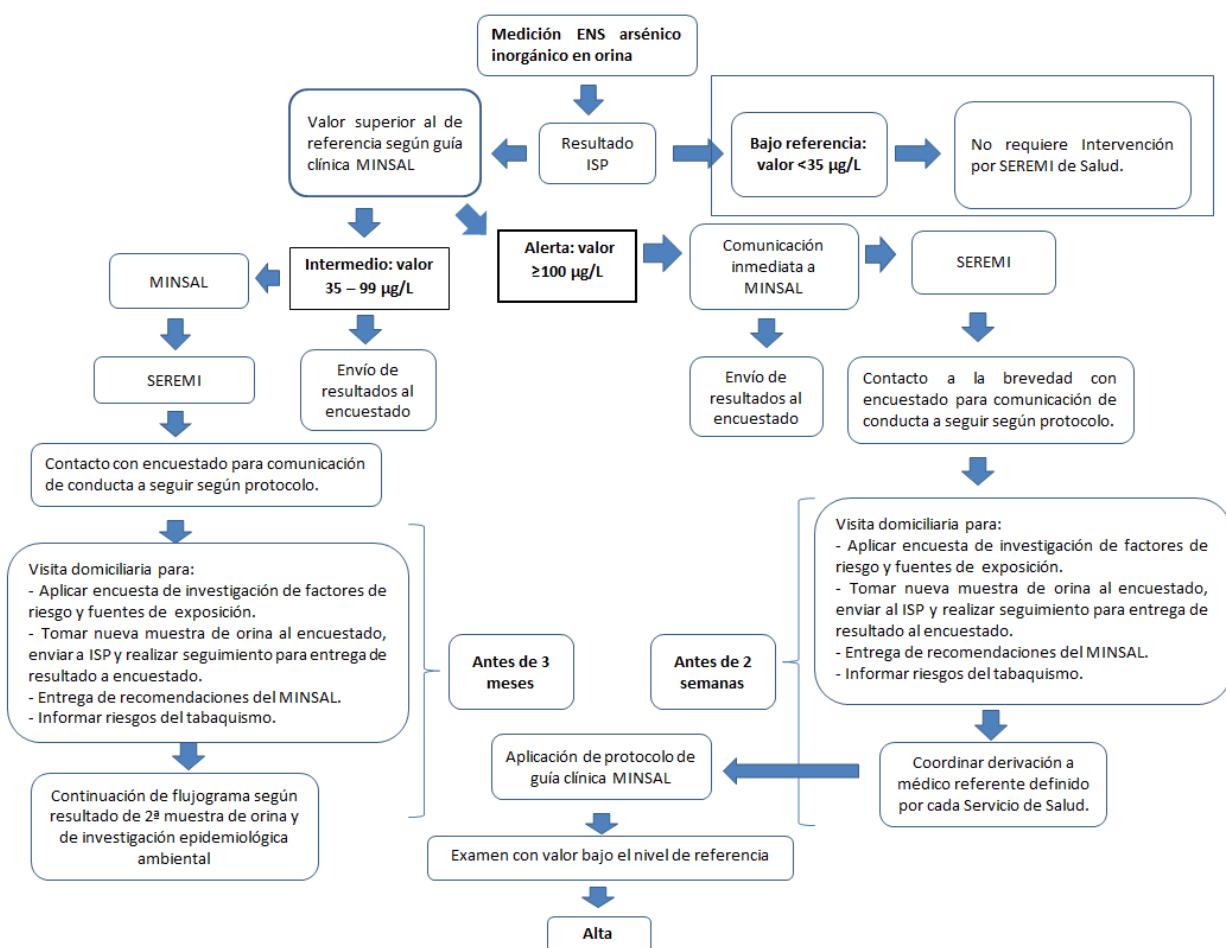 Medición ENS arsénico
inorgánico en orina
Valor superior al de
referencia según guía
clínica MINSAL
Resultado
ISP
Bajo referencia:
valor <35 µg/L
No requiere Intervención
por SEREMI de Salud.
MINSAL
Intermedio: valor
35 – 99 µg/L
Alerta: valor
≥100 µg/L
Comunicación
inmediata a
MINSAL
SEREMI
SEREMI
Envío de
resultados al
encuestado
Envío de
resultados al
encuestado
Contacto a la brevedad con
encuestado para comunicación de
conducta a seguir según protocolo.
Contacto con encuestado para comunicación
de conducta a seguir según protocolo.
Visita domiciliaria para:
- Aplicar encuesta de investigación de factores de
riesgo y fuentes de exposición.
- Tomar nueva muestra de orina al encuestado,
enviar a ISP y realizar seguimiento para entrega de
resultado a encuestado.
- Entrega de recomendaciones del MINSAL.
- Informar riesgos del tabaquismo.
Antes de 3
meses
Antes de 2
semanas
Visita domiciliaria para:
- Aplicar encuesta de investigación de factores de
riesgo y fuentes de exposición.
- Tomar nueva muestra de orina al encuestado,
enviar al ISP y realizar seguimiento para entrega de
resultado al encuestado.
- Entrega de recomendaciones del MINSAL.
- Informar riesgos del tabaquismo.
Continuación de flujograma según
resultado de 2ª muestra de orina y
de investigación epidemiológica
ambiental
Aplicación de protocolo de
guía clínica MINSAL
Coordinar derivación a
médico referente definido
por cada Servicio de Salud.
Examen con valor bajo el nivel de referencia
Alta